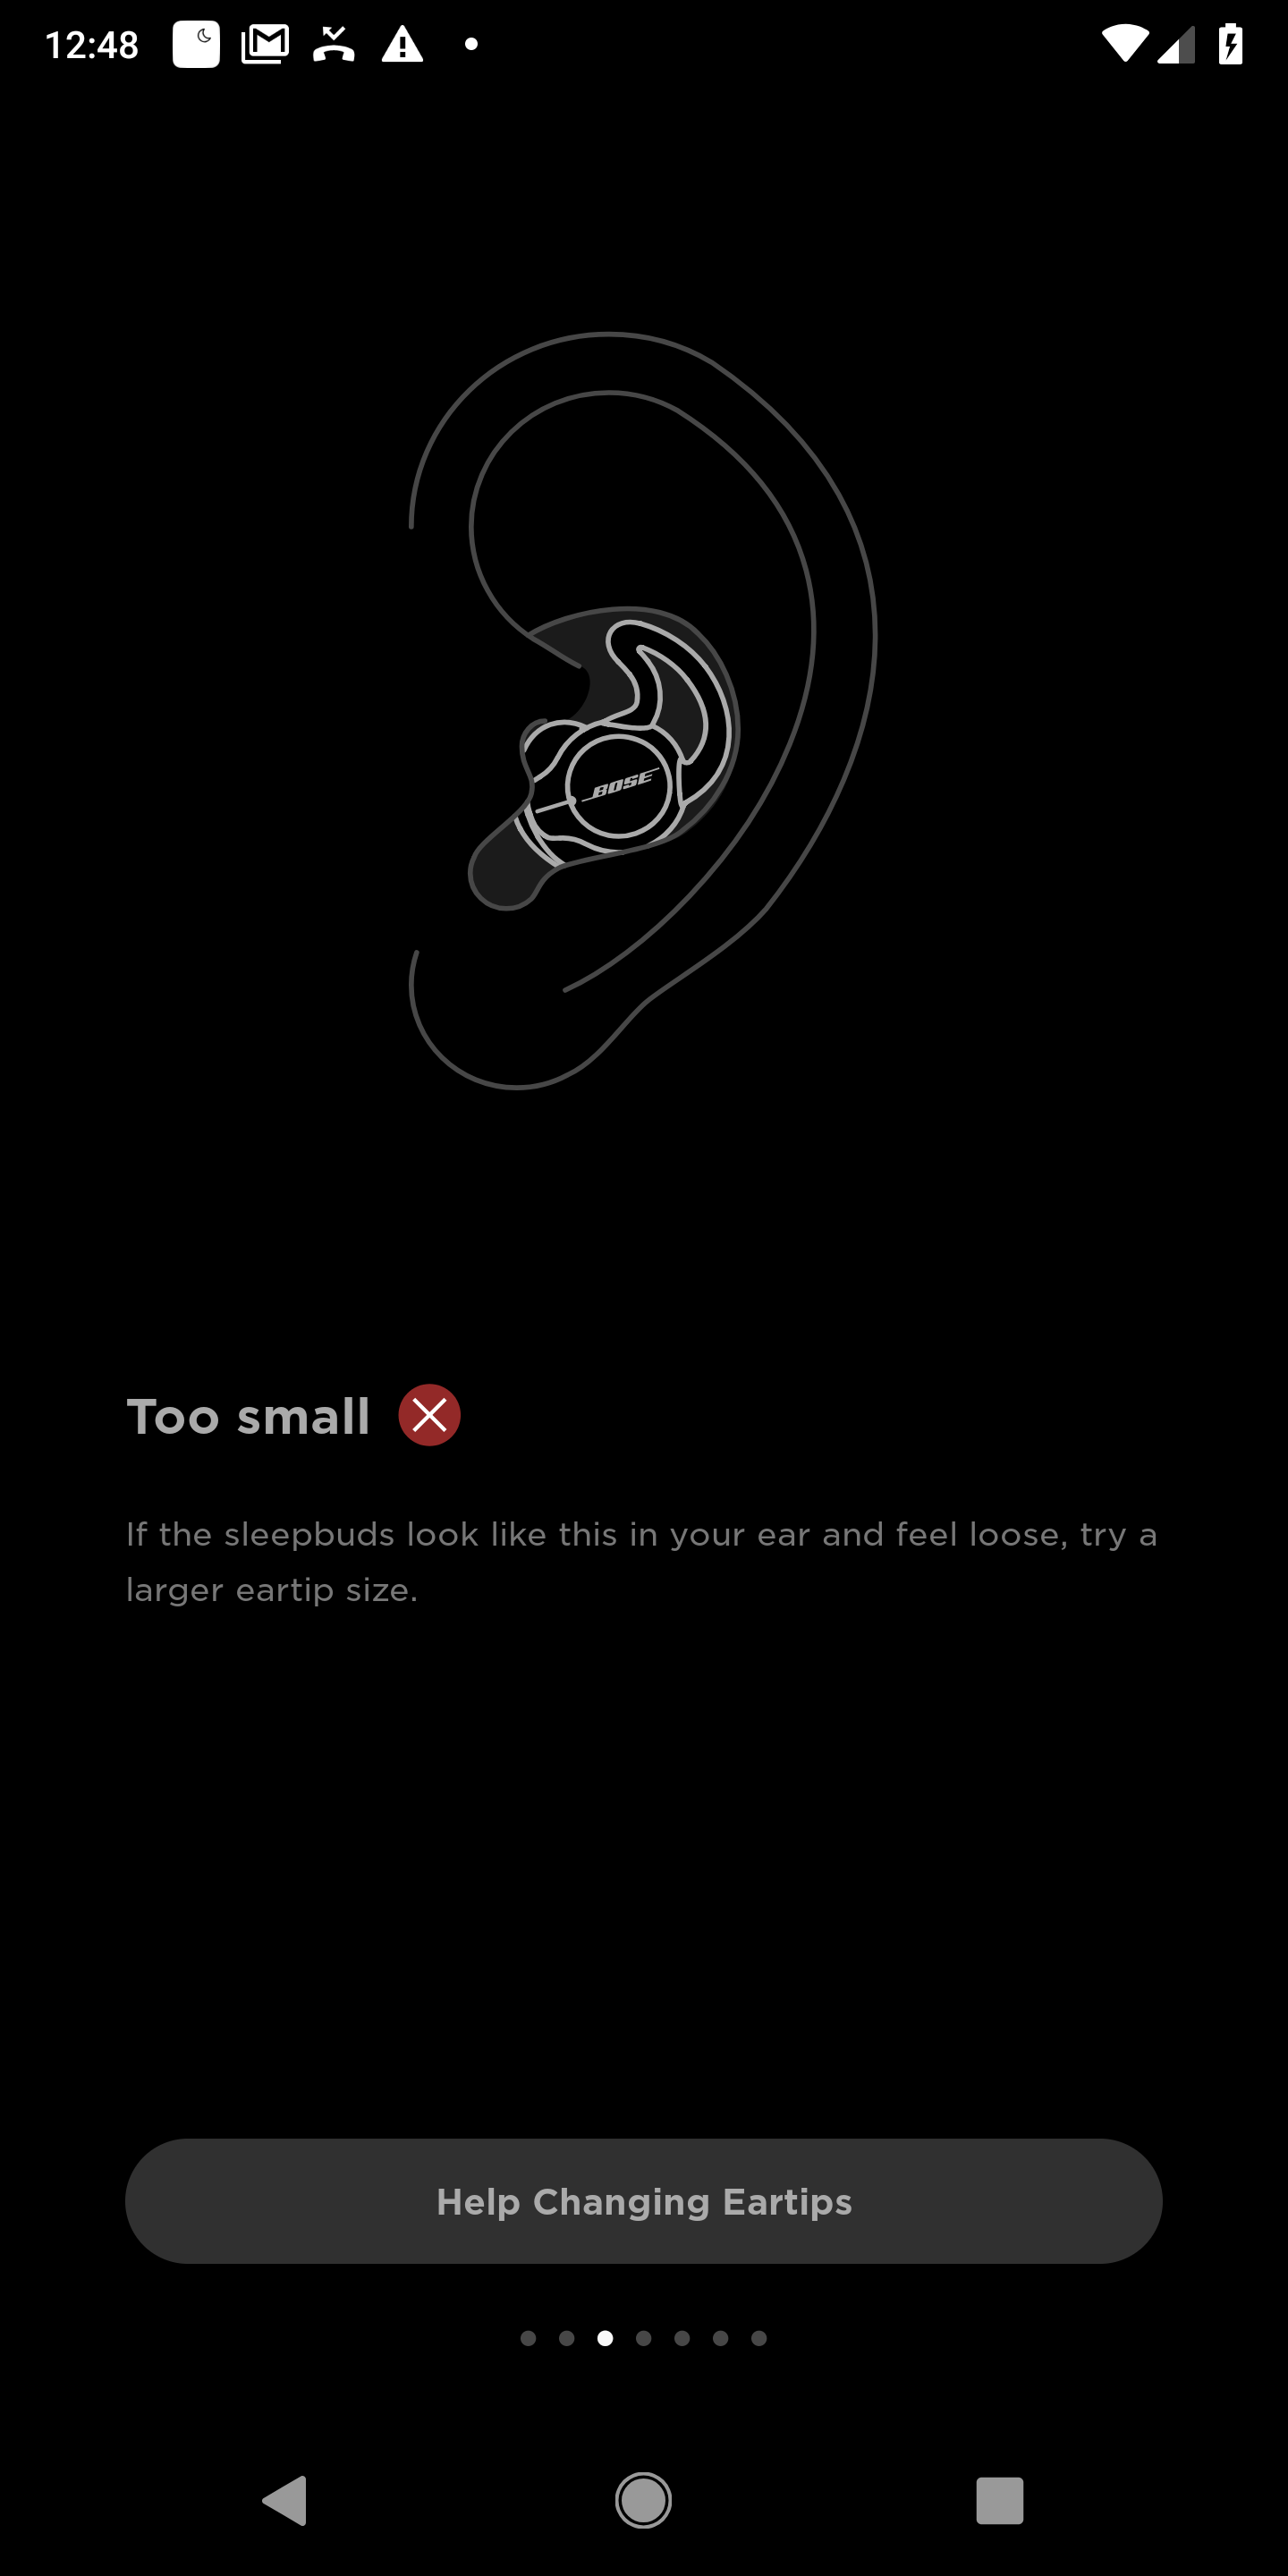 12:48
BOSE
Too small
If the sleepbuds look like this in your ear and feel loose, try a
larger eartip size.
Help Changing Eartips